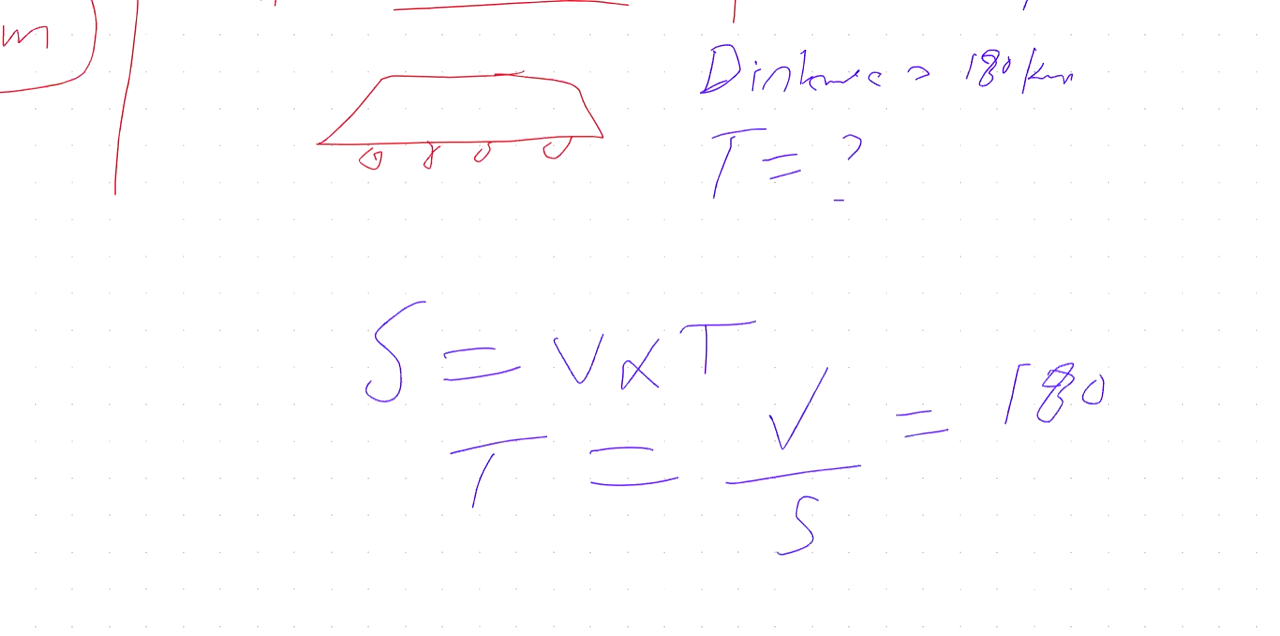 m
Distance = 180 km
T = ?
S = V x T
T = V / S = 180